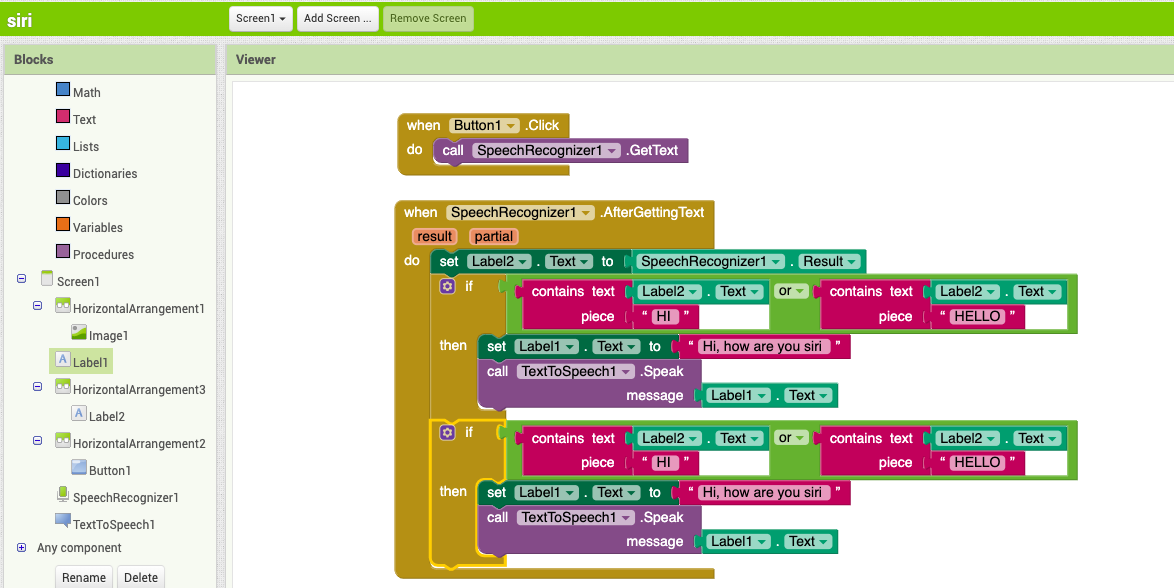 siri
Screen1 Add Screen ... Remove Screen
Blocks
Viewer
Math
Text
Lists
Dictionaries
Colors
Variables
Procedures
Screen1
HorizontalArrangement1
Image1
A Label1
HorizontalArrangement3
A Label2
HorizontalArrangement2
Button1
SpeechRecognizer1
TextToSpeech1
Any component
Rename Delete
when Button1 .Click
do call SpeechRecognizer1 .GetText
when SpeechRecognizer1 .AfterGettingText
result partial
do set Label2 . Text to SpeechRecognizer1 . Result
if contains text Label2 . Text or contains text Label2 . Text
piece “ HI ” piece “ HELLO ”
then set Label1 . Text to “ Hi, how are you siri ”
call TextToSpeech1 .Speak
message Label1 . Text
if contains text Label2 . Text or contains text Label2 . Text
piece “ HI ” piece “ HELLO ”
then set Label1 . Text to “ Hi, how are you siri ”
call TextToSpeech1 .Speak
message Label1 . Text